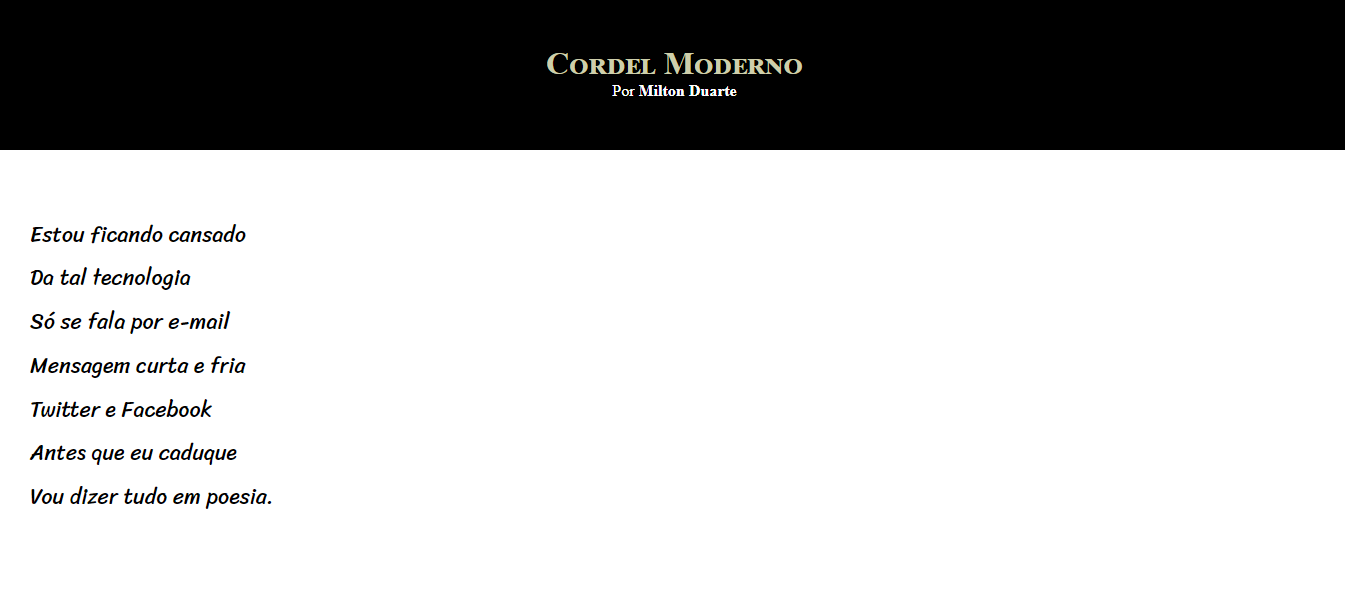 Cordel Moderno
Por Milton Duarte
Estou ficando cansado
Da tal tecnologia
Só se fala por e-mail
Mensagem curta e fria
Twitter e Facebook
Antes que eu caduque
Vou dizer tudo em poesia.